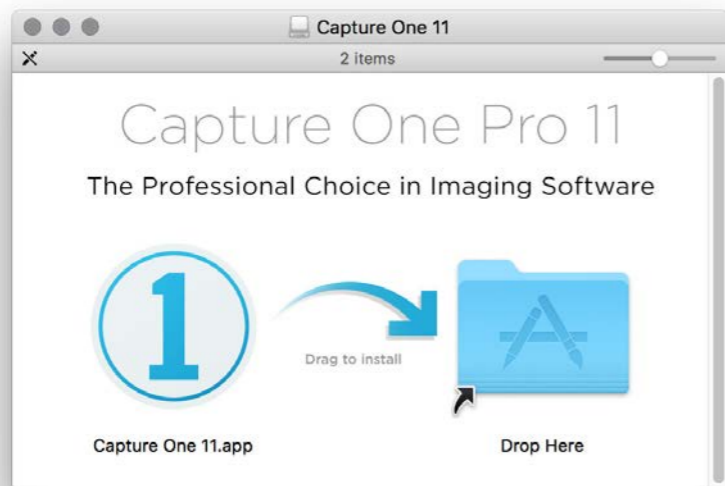 Capture One 11
2 items
Capture One Pro 11
The Professional Choice in Imaging Software
1
Drag to install
Capture One 11.app
Drop Here